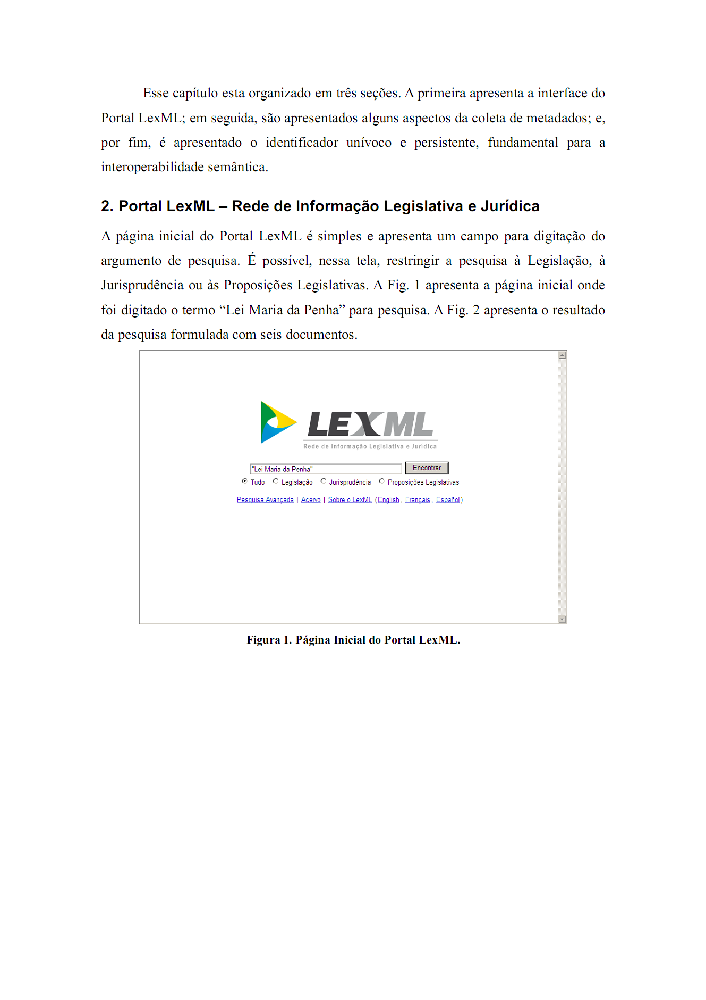 Esse capítulo esta organizado em três seções. A primeira apresenta a interface do
Portal LexML; em seguida, são apresentados alguns aspectos da coleta de metadados; e,
por fim, é apresentado o identificador unívoco e persistente, fundamental para a
interoperabilidade semântica.
2. Portal LexML – Rede de Informação Legislativa e Jurídica
A página inicial do Portal LexML é simples e apresenta um campo para digitação do
argumento de pesquisa. É possível, nessa tela, restringir a pesquisa à Legislação, à
Jurisprudência ou às Proposições Legislativas. A Fig. 1 apresenta a página inicial onde
foi digitado o termo “Lei Maria da Penha” para pesquisa. A Fig. 2 apresenta o resultado
da pesquisa formulada com seis documentos.
LEXML
Rede de Informação Legislativa e Jurídica
"Lei Maria da Penha" Encontrar
Tudo Legislação Jurisprudência Proposições Legislativas
Pesquisa Avançada | Acervo | Sobre o LexML (English, Français, Español)
Figura 1. Página Inicial do Portal LexML.